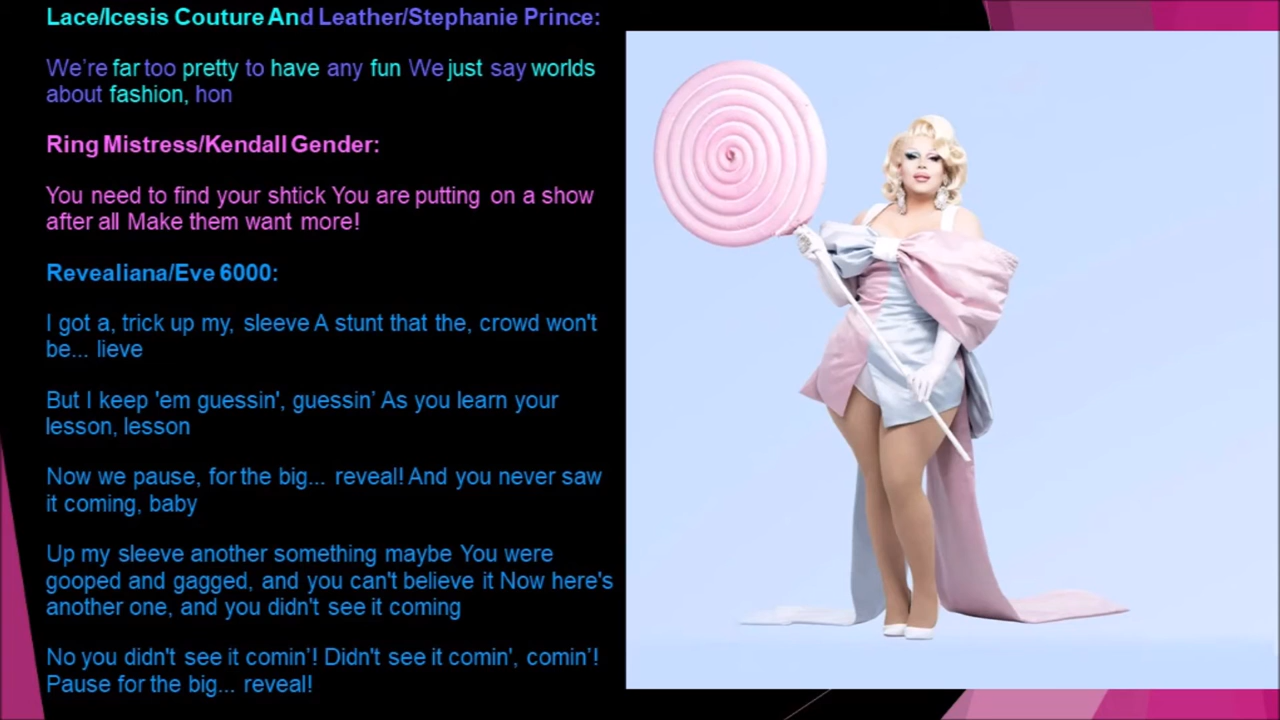 Lace/Icesis Couture And Leather/Stephanie Prince:
We’re far too pretty to have any fun We just say worlds
about fashion, hon
Ring Mistress/Kendall Gender:
You need to find your shtick You are putting on a show
after all Make them want more!
Revealiana/Eve 6000:
I got a, trick up my, sleeve A stunt that the, crowd won't
be... lieve
But I keep 'em guessin', guessin’ As you learn your
lesson, lesson
Now we pause, for the big... reveal! And you never saw
it coming, baby
Up my sleeve another something maybe You were
gooped and gagged, and you can't believe it Now here's
another one, and you didn't see it coming
No you didn't see it comin’! Didn't see it comin', comin’!
Pause for the big... reveal!